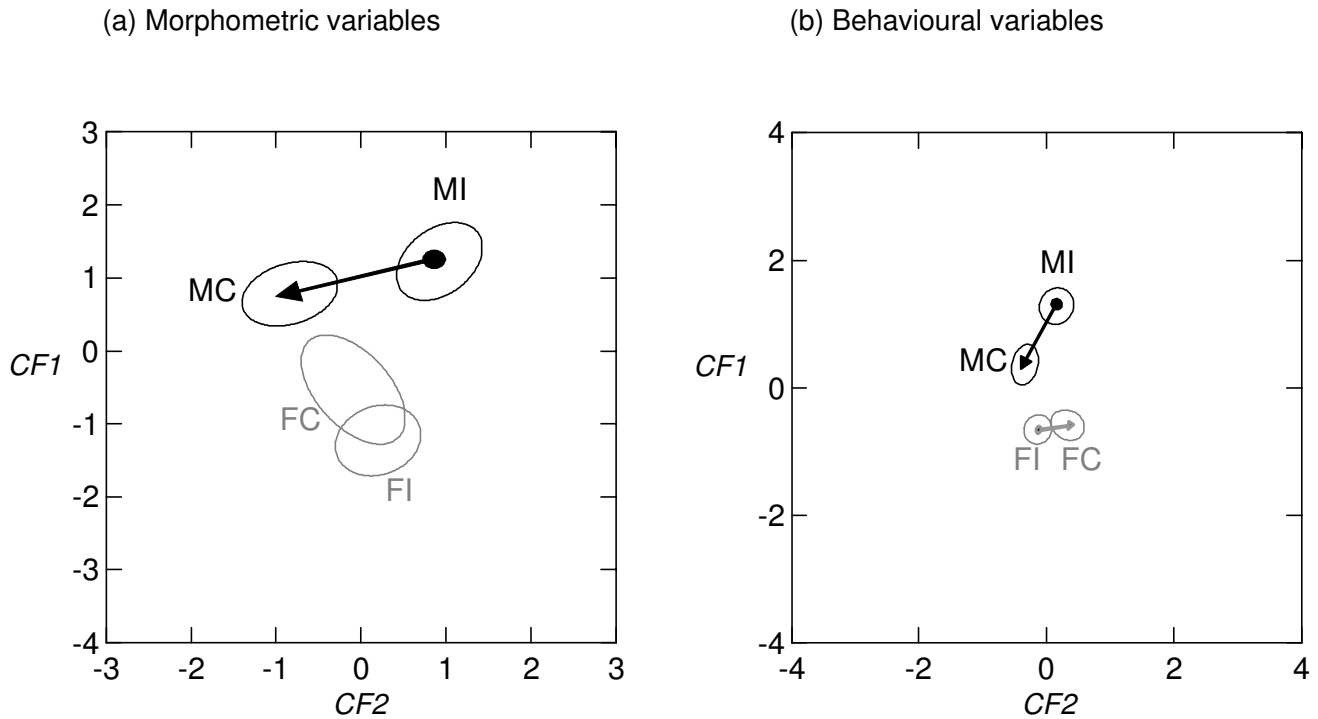 (a) Morphometric variables
3
2
1
0
-1
-2
-3
-4
CF1
MI
MC
FC
FI
-3
-2
-1
0
1
2
3
CF2
(b) Behavioural variables
4
2
0
-2
-4
CF1
MI
MC
FI
FC
-4
-2
0
2
4
CF2